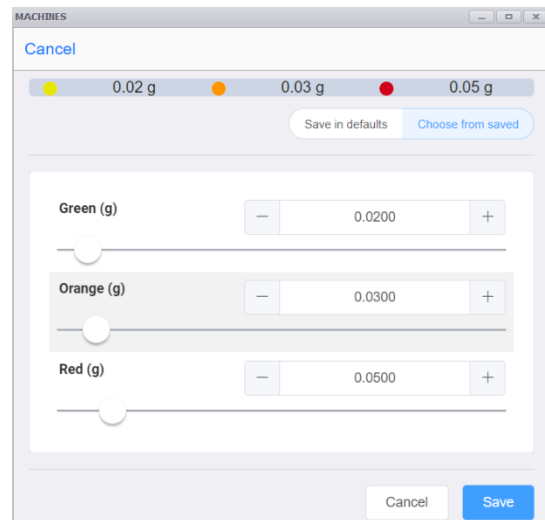 MACHINES
Cancel
0.02 g 0.03 g 0.05 g
Save in defaults Choose from saved
Green (g) 0.0200
Orange (g) 0.0300
Red (g) 0.0500
Cancel Save